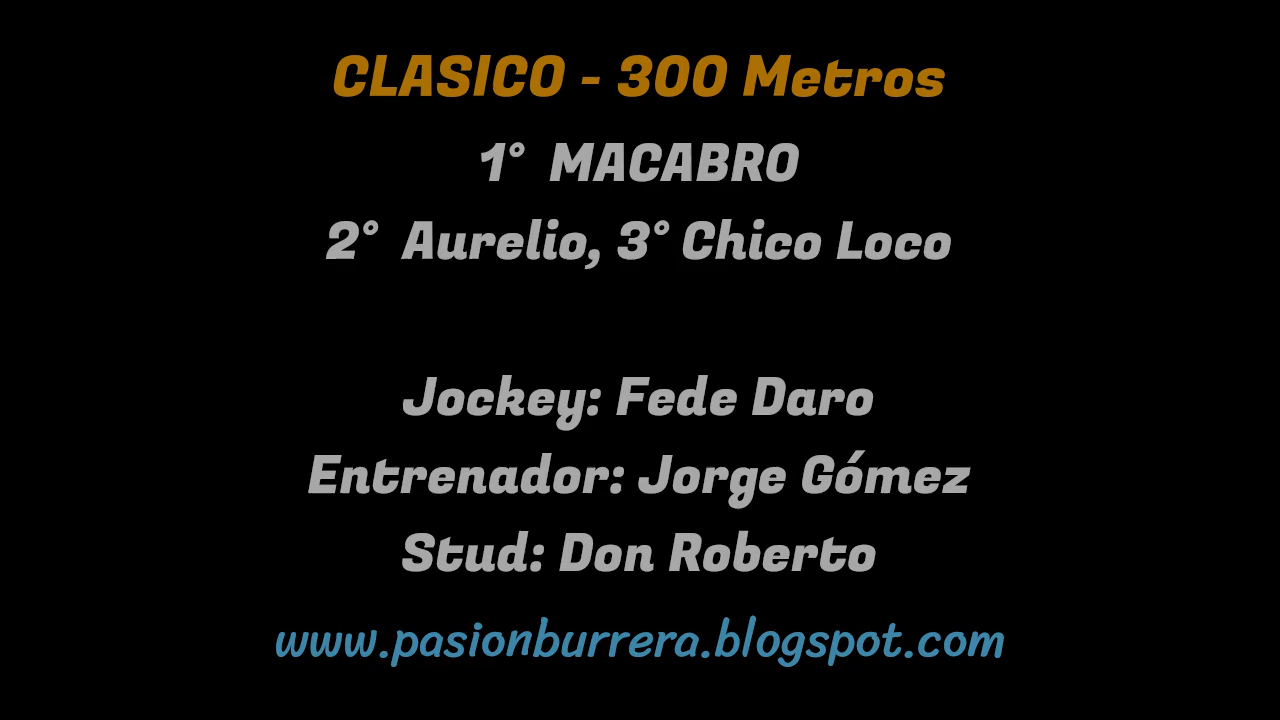 CLASICO - 300 Metros
1° MACABRO
2° Aurelio, 3° Chico Loco
Jockey: Fede Daro
Entrenador: Jorge Gómez
Stud: Don Roberto
www.pasionburrera.blogspot.com